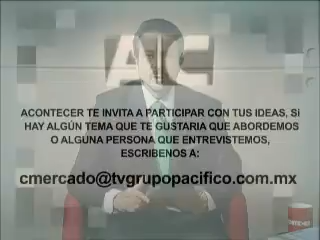 ACONTECER TE INVITA A PARTICIPAR CON TUS IDEAS, Si
HAY ALGÚN TEMA QUE TE GUSTARIA QUE ABORDEMOS
O ALGUNA PERSONA QUE ENTREVISTEMOS,
ESCRIBENOS A:
cmercado@tvgrupopacifico.com.mx